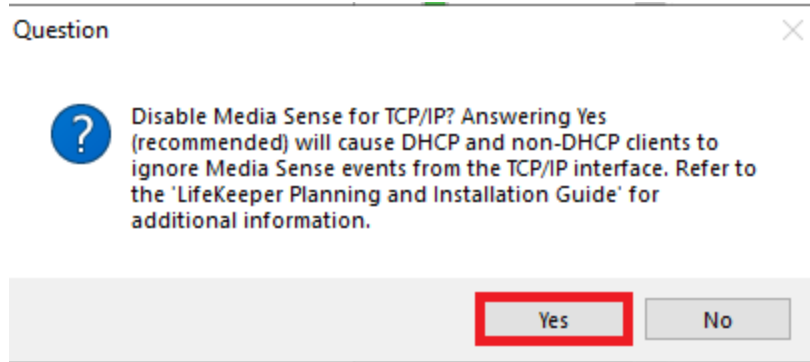 Question
?
Disable Media Sense for TCP/IP? Answering Yes
(recommended) will cause DHCP and non-DHCP clients to
ignore Media Sense events from the TCP/IP interface. Refer to
the 'LifeKeeper Planning and Installation Guide' for
additional information.
Yes No